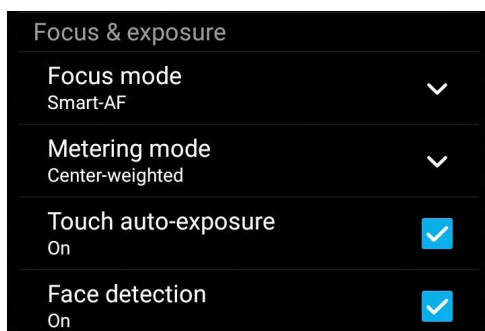 Focus & exposure
Focus mode
Smart-AF
Metering mode
Center-weighted
Touch auto-exposure
On
Face detection
On